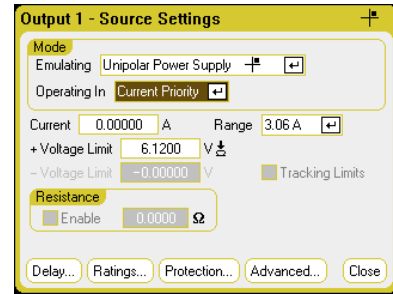 Output 1 - Source Settings
Mode
Emulating Unipolar Power Supply
Operating In Current Priority
Current 0.00000 A Range 3.06 A
+ Voltage Limit 6.1200 V
- Voltage Limit -0.00000 V Tracking Limits
Resistance
Enable 0.0000 Ω
Delay... Ratings... Protection... Advanced... Close